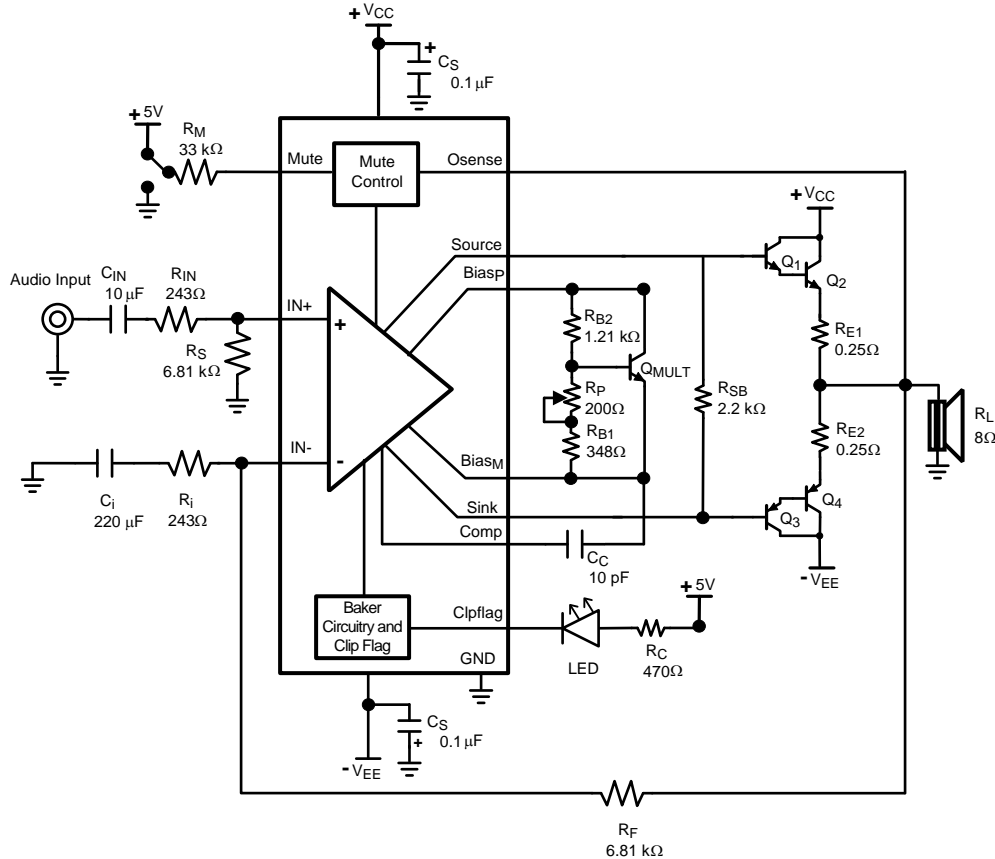 + VCC
+
CS
0.1 μF
+ 5V
RM
33 kΩ
Mute
Mute
Control
Osense
+ VCC
Source
BiasP
Q1
Q2
Audio Input
CIN
10 μF
RIN
243Ω
IN+
+
RS
6.81 kΩ
RB2
1.21 kΩ
QMULT
RE1
0.25Ω
RP
200Ω
RSB
2.2 kΩ
RL
8Ω
RB1
348Ω
RE2
0.25Ω
IN-
-
BiasM
Ci
220 μF
Ri
243Ω
Sink
Q3
Q4
Comp
CC
10 pF
- VEE
+ 5V
Baker
Circuitry and
Clip Flag
Clpflag
LED
RC
470Ω
GND
CS
+
0.1 μF
- VEE
RF
6.81 kΩ